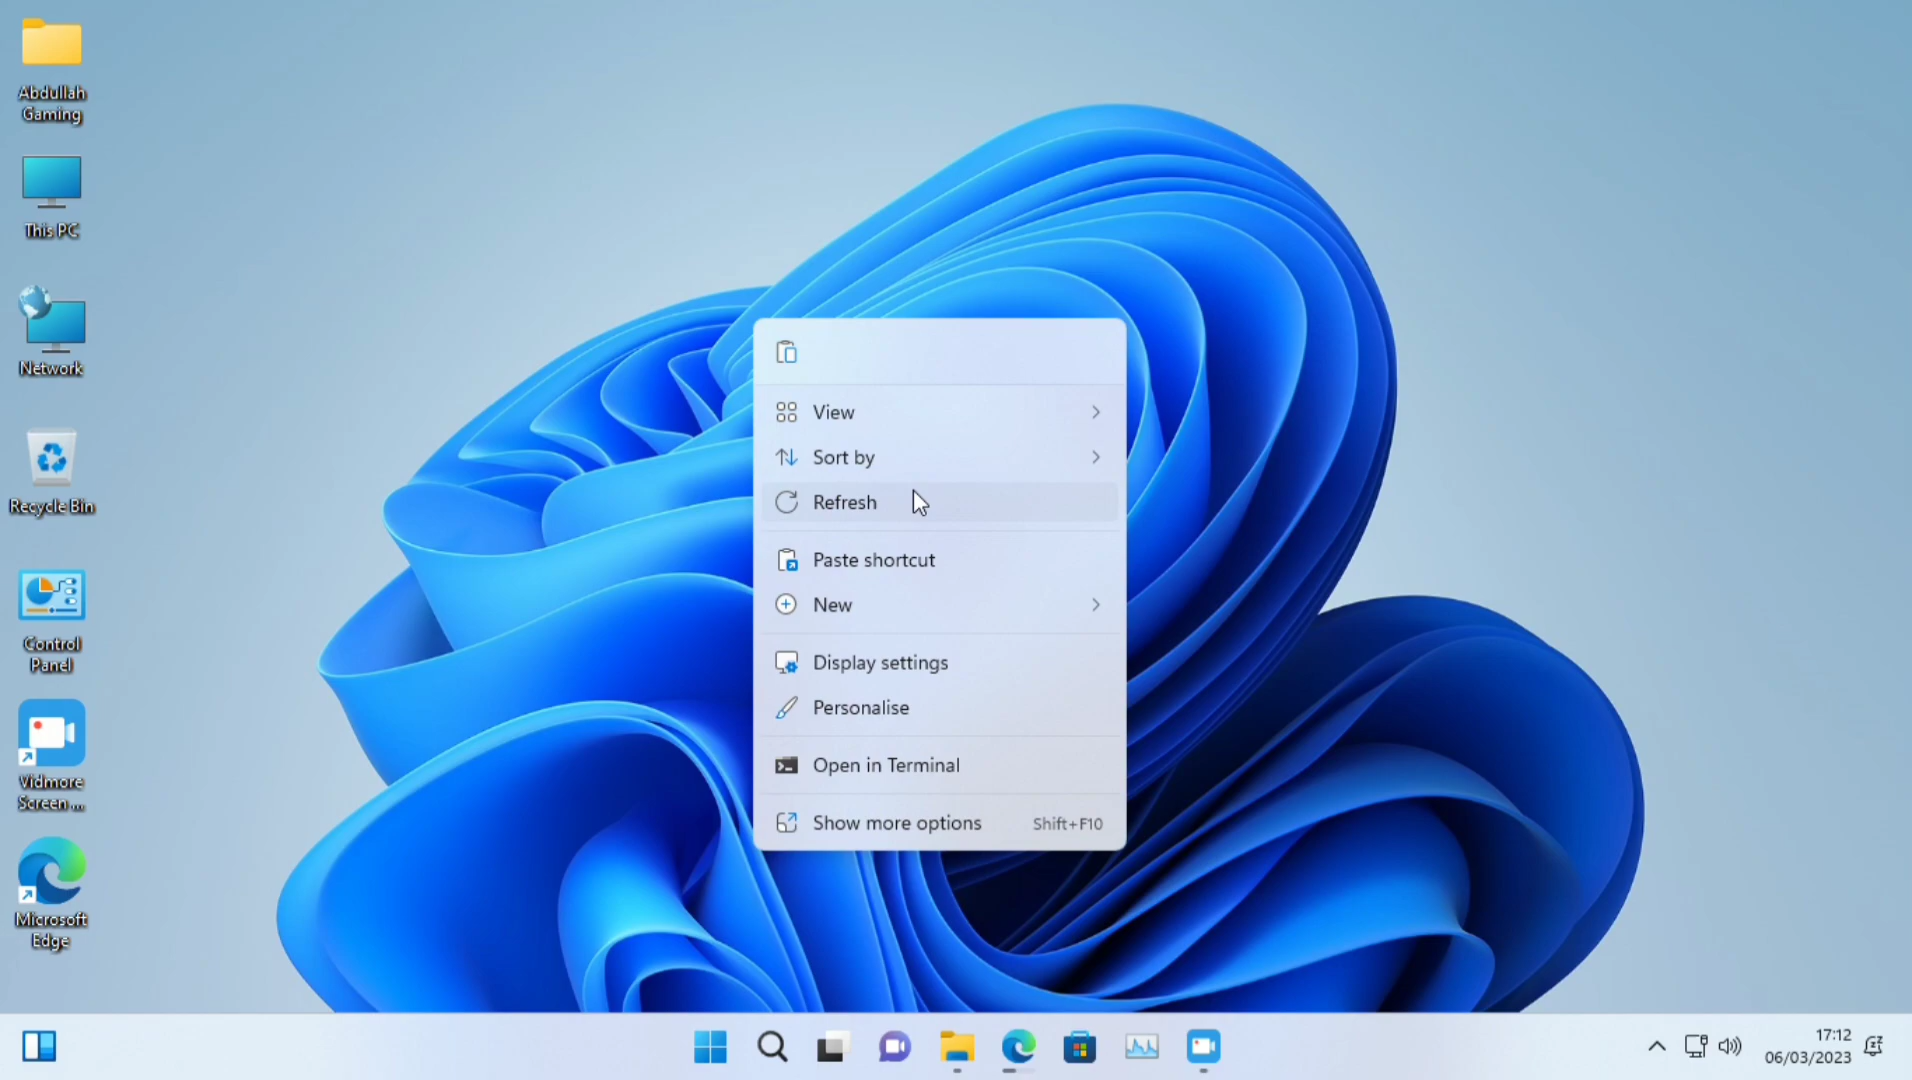 Abdullah
Gaming
This PC
Network
Recycle Bin
Control
Panel
Vidmore
Screen ...
Microsoft
Edge
View
Sort by
Refresh
Paste shortcut
New
Display settings
Personalise
Open in Terminal
Show more options Shift+F10
17:12
06/03/2023